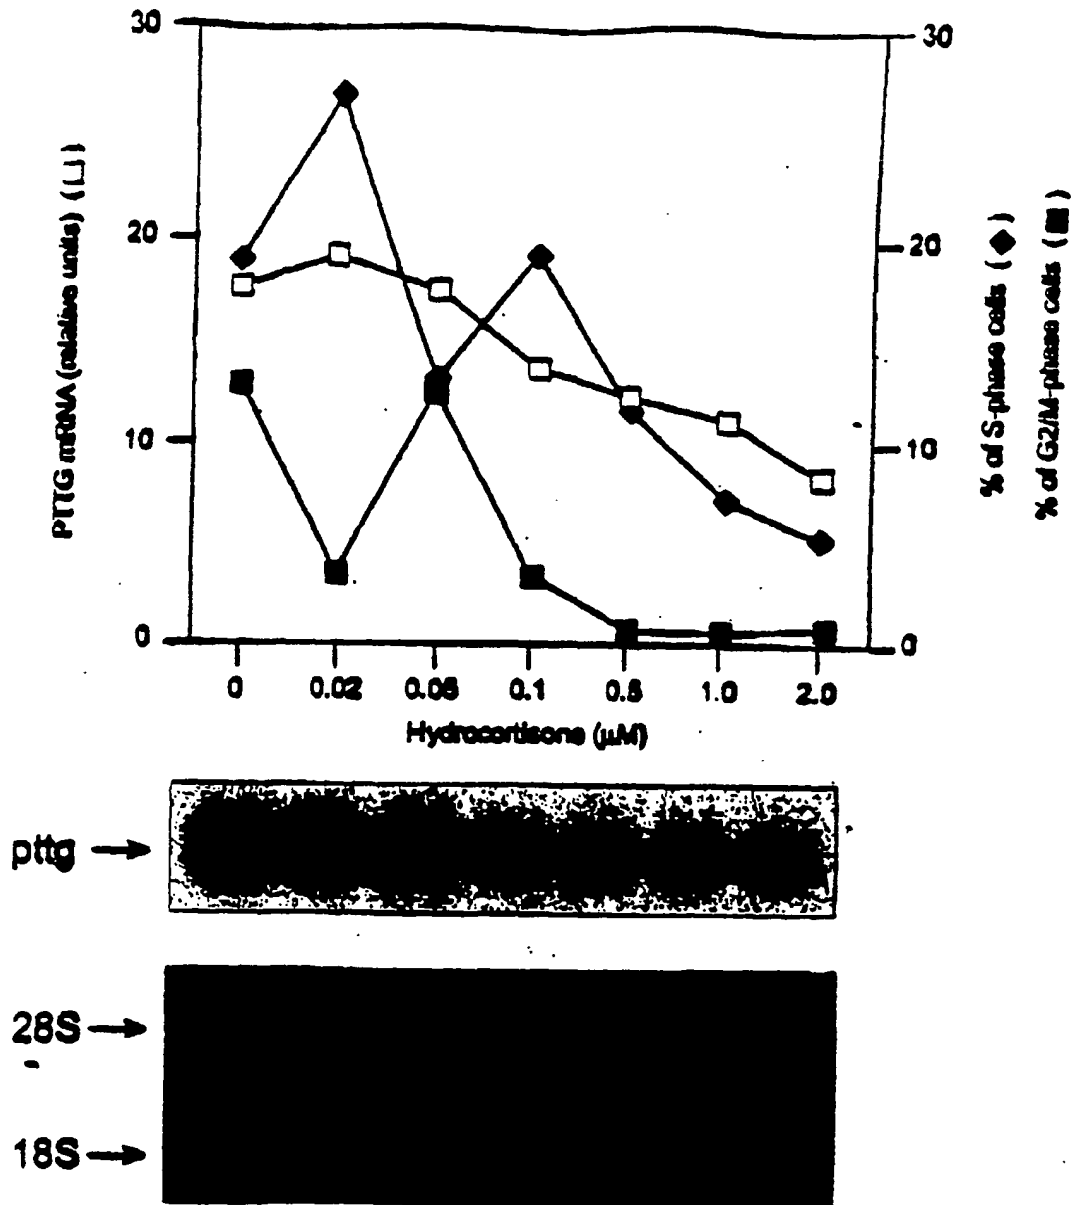 30
20
10
0
PTTG mRNA (relative units) (□)
30
20
10
0
% of S-phase cells (◆)
% of G2/M-phase cells (■)
0 0.02 0.05 0.1 0.5 1.0 2.0
Hydrocortisone (μM)
pttg →
28S →
18S →